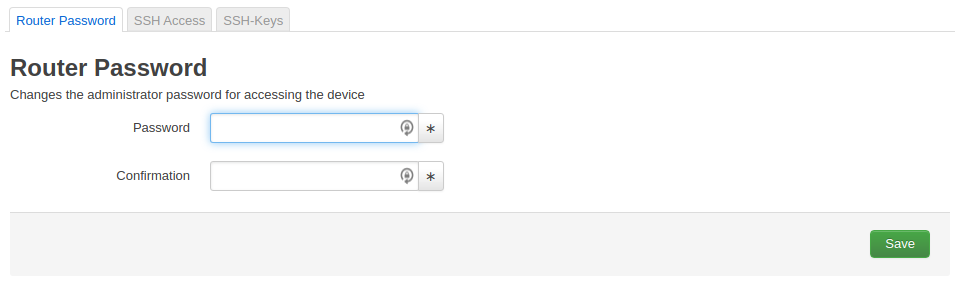 Router Password SSH Access SSH-Keys
Router Password
Changes the administrator password for accessing the device
Password *
Confirmation *
Save